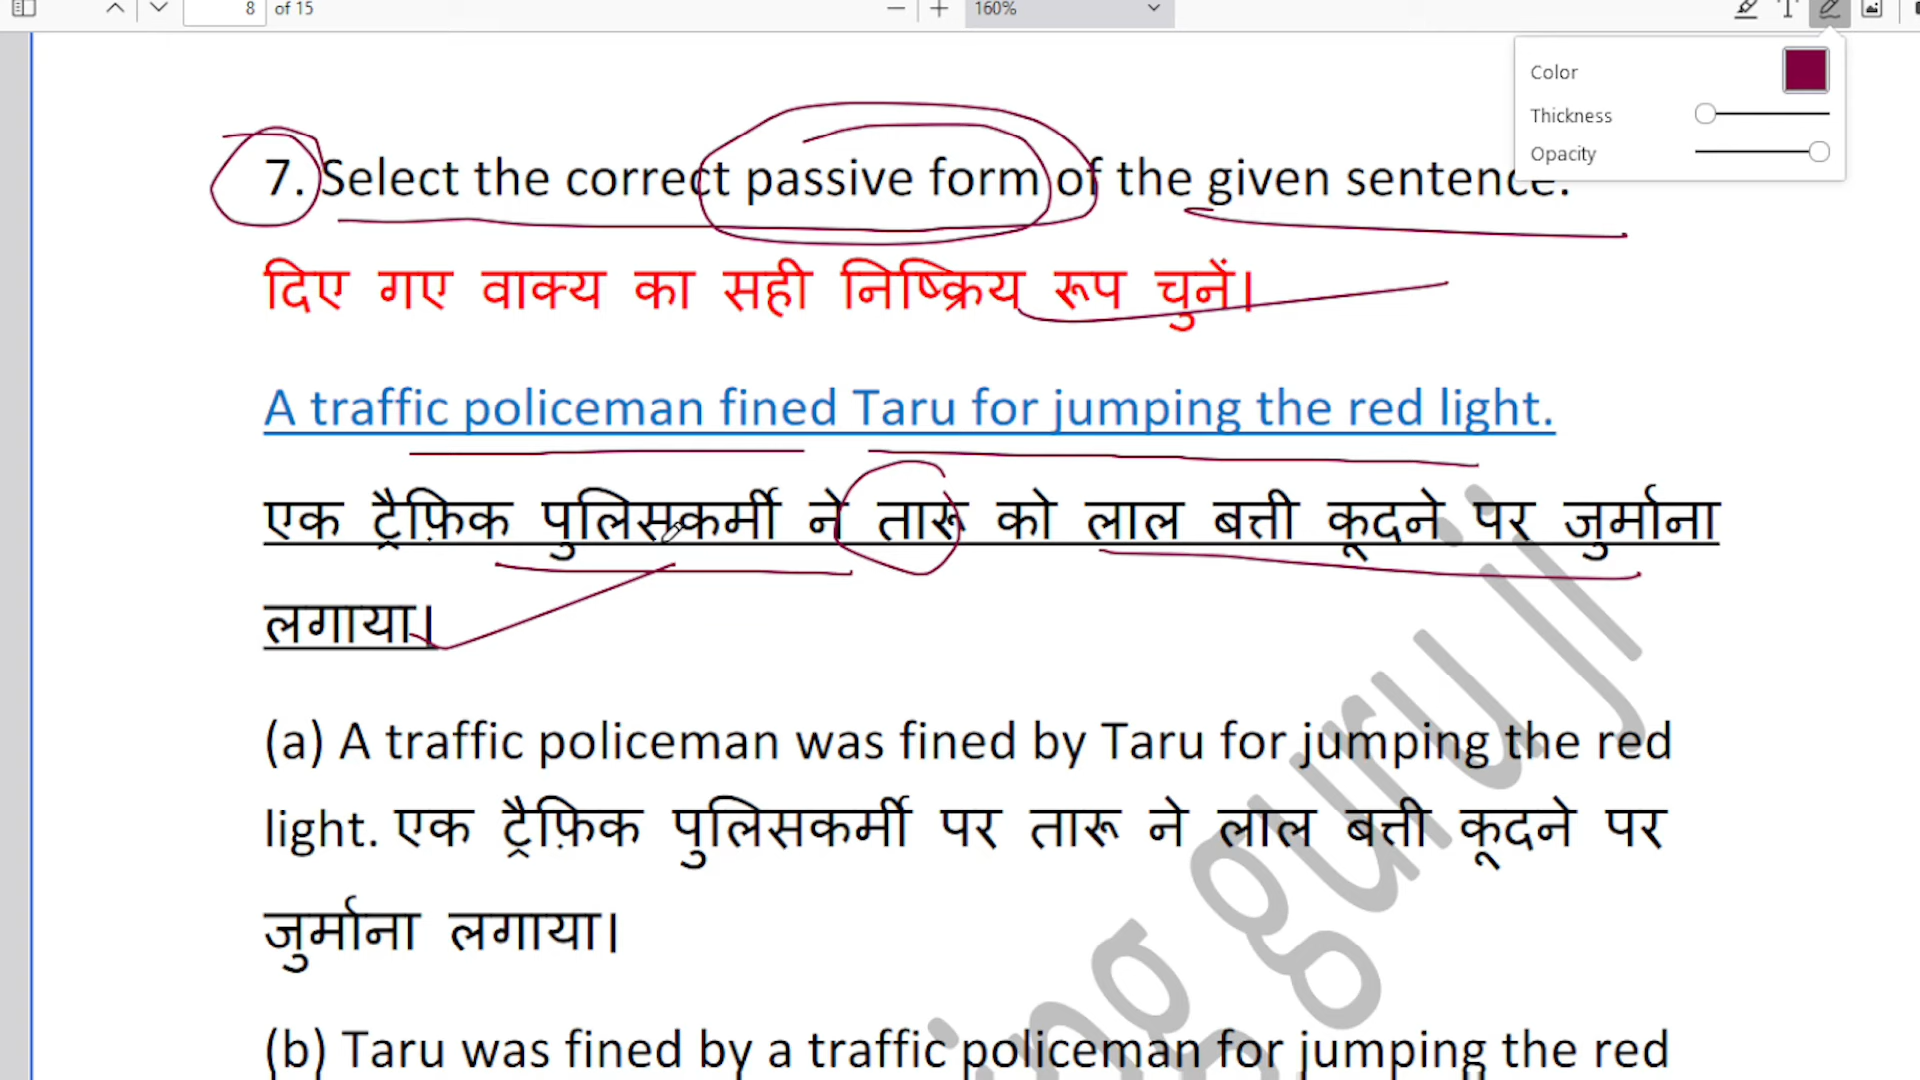 8 of 15
160%
Color
Thickness
Opacity
7. Select the correct passive form of the given sentence.
दिए गए वाक्य का सही निष्क्रिय रूप चुनें।
A traffic policeman fined Taru for jumping the red light.
एक ट्रैफ़िक पुलिसकर्मी ने तारू को लाल बत्ती कूदने पर जुर्माना
लगाया।
(a) A traffic policeman was fined by Taru for jumping the red
light. एक ट्रैफ़िक पुलिसकर्मी पर तारू ने लाल बत्ती कूदने पर
जुर्माना लगाया।
(b) Taru was fined by a traffic policeman for jumping the red
guru ji